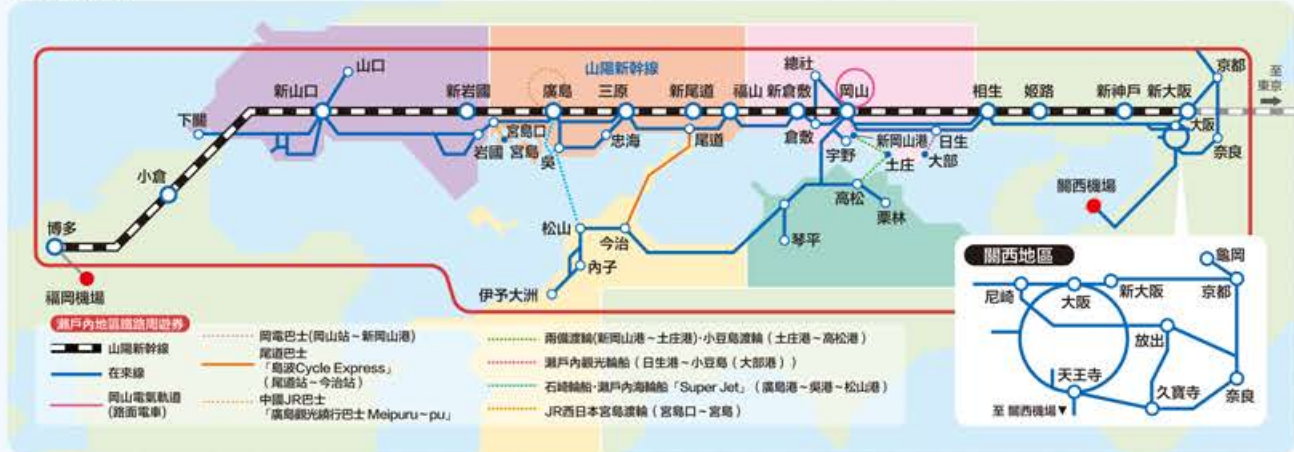 京都
山口
總社
至
東京
山陽新幹線
新山口
新岩國
廣島
三原
新尾道
福山
新倉敷
岡山
相生
姬路
新神戶
新大阪
下關
宮島口
大阪
岩國
宮島
吳
忠海
尾道
倉敷
宇野
新岡山港
日生
土庄
大部
奈良
小倉
高松
關西機場
栗林
博多
松山
今治
琴平
內子
福岡機場
伊予大洲
關西地區
龜岡
尼崎
大阪
新大阪
京都
放出
天王寺
久寶寺
奈良
至 關西機場▼
瀨戶內地區鐵路周遊券
山陽新幹線
在來線
岡山電氣軌道
(路面電車)
岡電巴士(岡山站~新岡山港)
尾道巴士
「島波Cycle Express」
(尾道站~今治站)
中國JR巴士
「廣島觀光繞行巴士 Meipuru~pu」
兩備渡輪(新岡山港~土庄港)·小豆島渡輪(土庄港~高松港)
瀨戶內觀光輪船(日生港~小豆島(大部港))
石崎輪船·瀨戶內海輪船「Super Jet」(廣島港~吳港~松山港)
JR西日本宮島渡輪(宮島口~宮島)